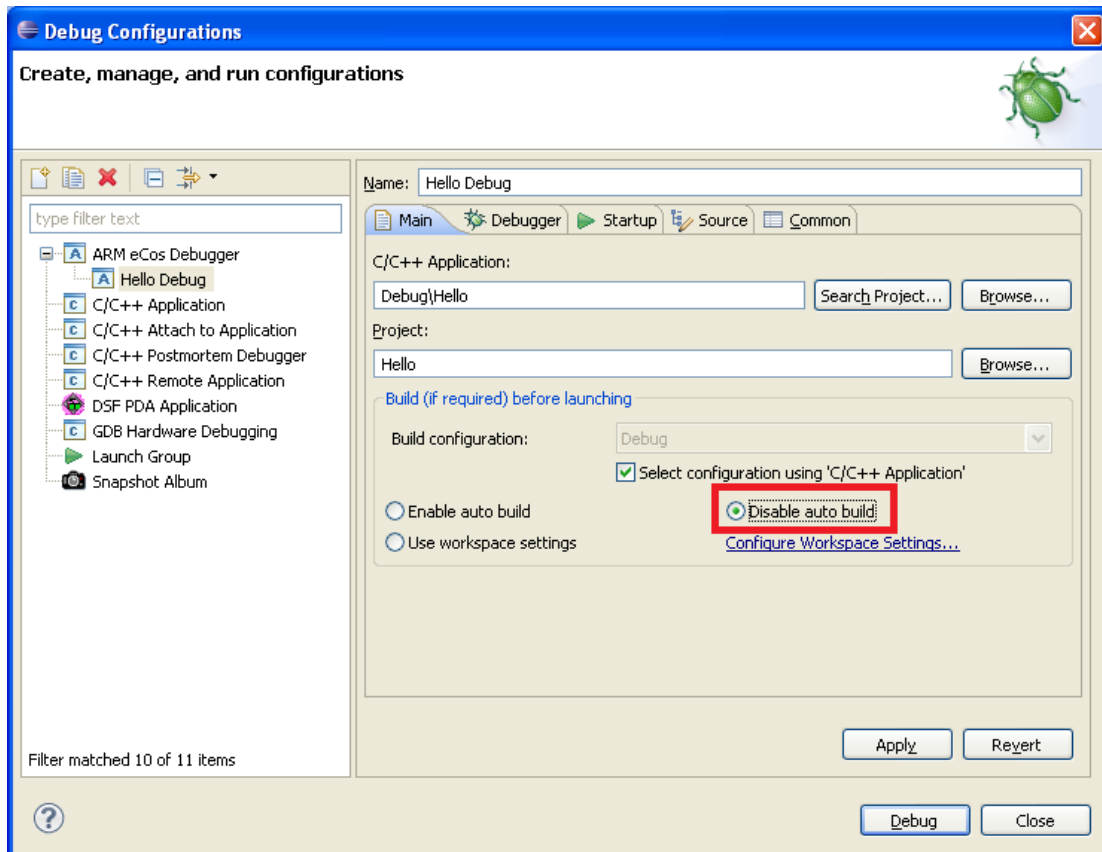 Debug Configurations
Create, manage, and run configurations
type filter text
A ARM eCos Debugger
A Hello Debug
c C/C++ Application
c C/C++ Attach to Application
c C/C++ Postmortem Debugger
c C/C++ Remote Application
DSF PDA Application
c GDB Hardware Debugging
Launch Group
Snapshot Album
Filter matched 10 of 11 items
Name: Hello Debug
Main Debugger Startup Source Common
C/C++ Application:
Debug\Hello Search Project... Browse...
Project:
Hello Browse...
Build (if required) before launching
Build configuration: Debug
Select configuration using 'C/C++ Application'
Enable auto build Disable auto build
Use workspace settings Configure Workspace Settings...
Apply Revert
? Debug Close